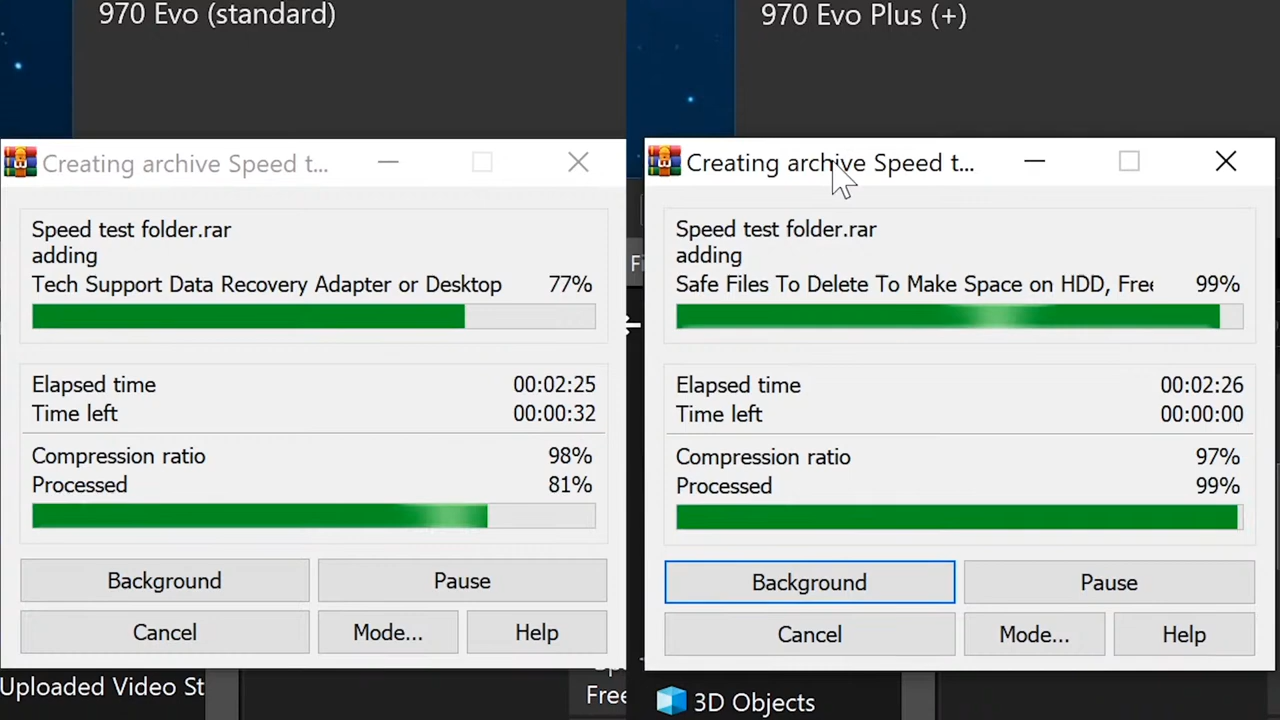 970 Evo (standard)
Creating archive Speed t...
Speed test folder.rar
adding
Tech Support Data Recovery Adapter or Desktop 77%
Elapsed time 00:02:25
Time left 00:00:32
Compression ratio 98%
Processed 81%
Background Pause
Cancel Mode... Help
Uploaded Video St
Free
970 Evo Plus (+)
Creating archive Speed t...
Speed test folder.rar
adding
Safe Files To Delete To Make Space on HDD, Free 99%
Elapsed time 00:02:26
Time left 00:00:00
Compression ratio 97%
Processed 99%
Background Pause
Cancel Mode... Help
3D Objects